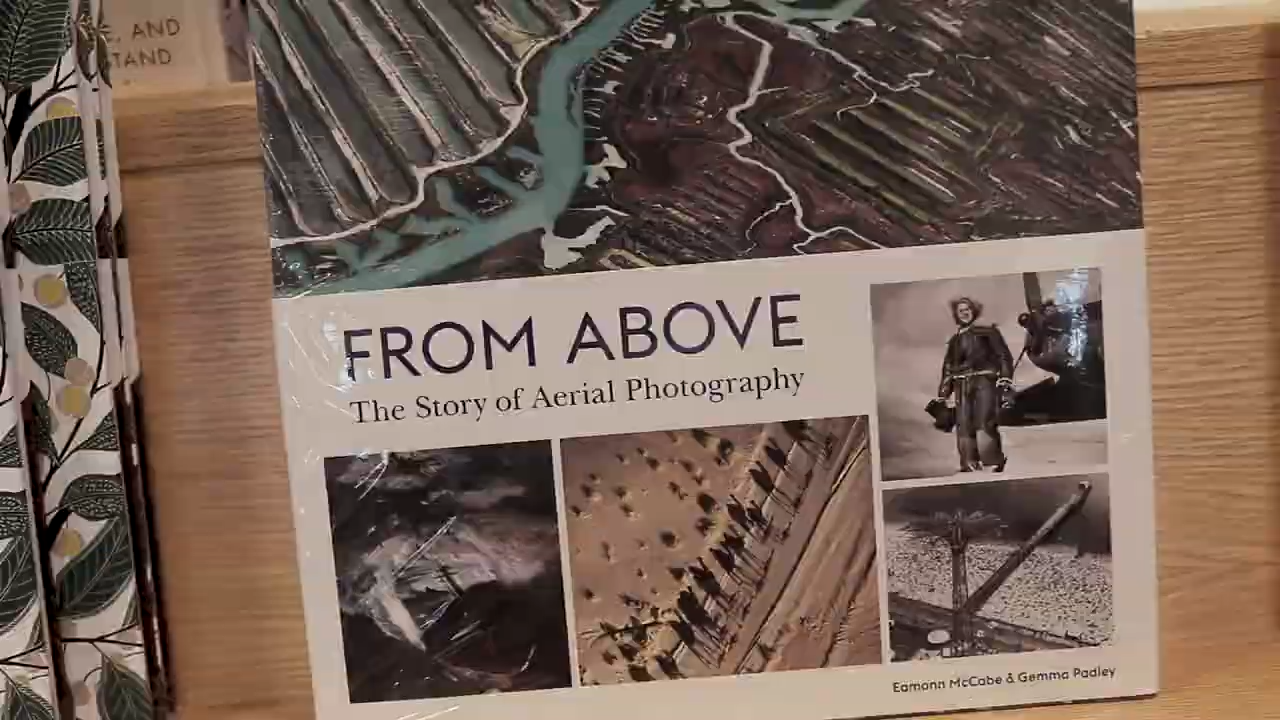 E, AND
TAND
FROM ABOVE
The Story of Aerial Photography
Eamonn McCabe & Gemma Padley